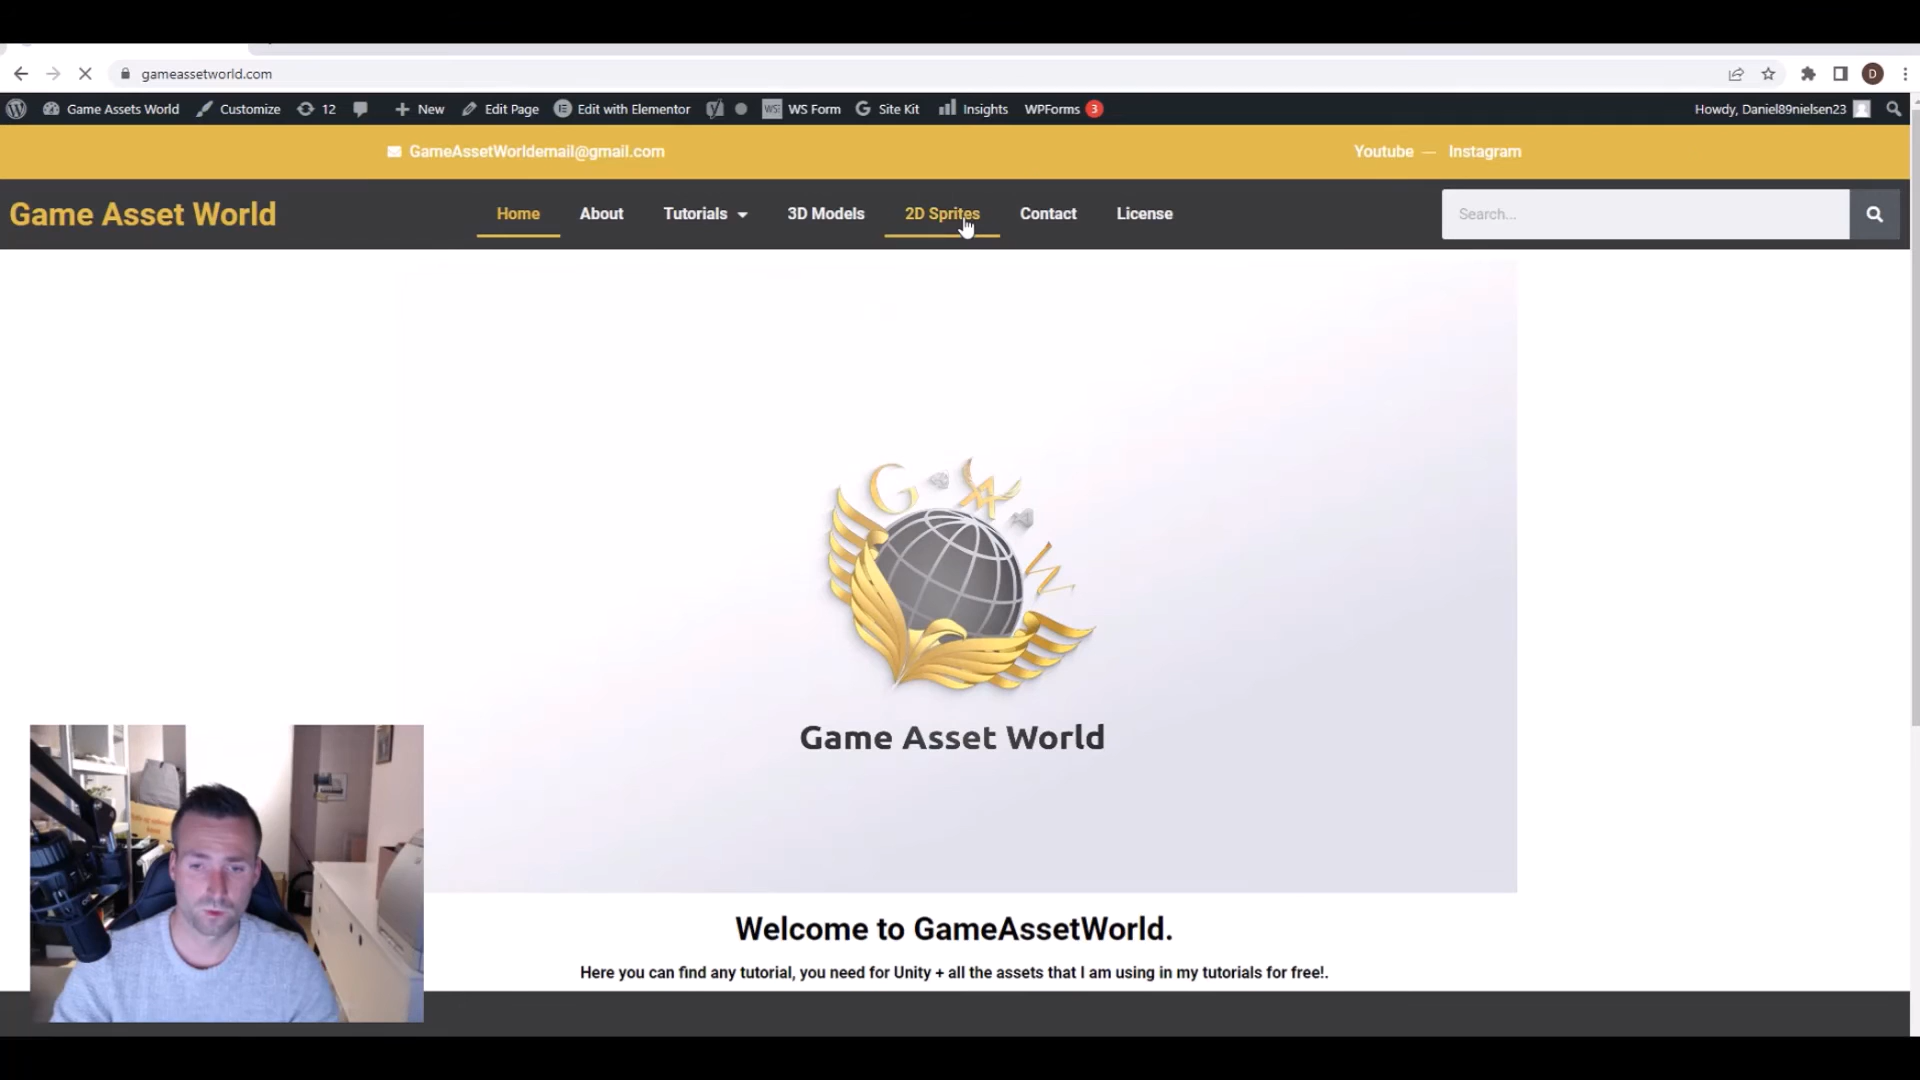 gameassetworld.com
D
Game Assets World Customize 12 New Edit Page Edit with Elementor WS Form Site Kit Insights WPForms 3 Howdy, Daniel89nielsen23
GameAssetWorldemail@gmail.com Youtube — Instagram
Game Asset World Home About Tutorials 3D Models 2D Sprites Contact License Search...
G A W
Game Asset World
Welcome to GameAssetWorld.
Here you can find any tutorial, you need for Unity + all the assets that I am using in my tutorials for free!.